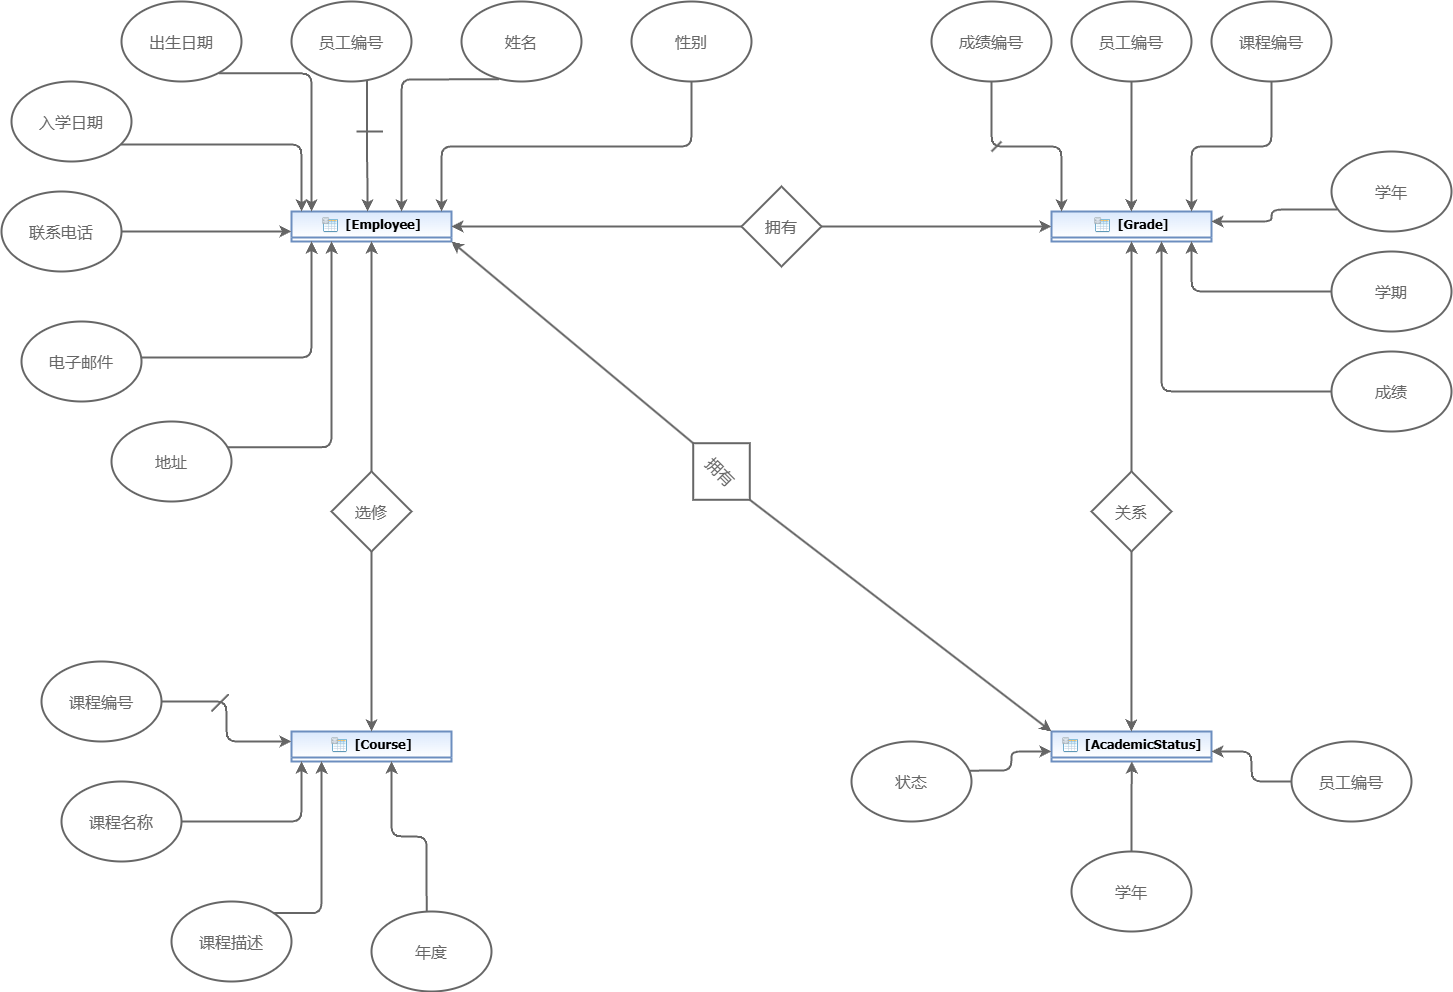 出生日期
员工编号
姓名
性别
成绩编号
员工编号
课程编号
入学日期
学年
联系电话
[Employee]
拥有
[Grade]
学期
电子邮件
成绩
地址
拥有
选修
关系
课程编号
[Course]
[AcademicStatus]
状态
员工编号
课程名称
学年
课程描述
年度